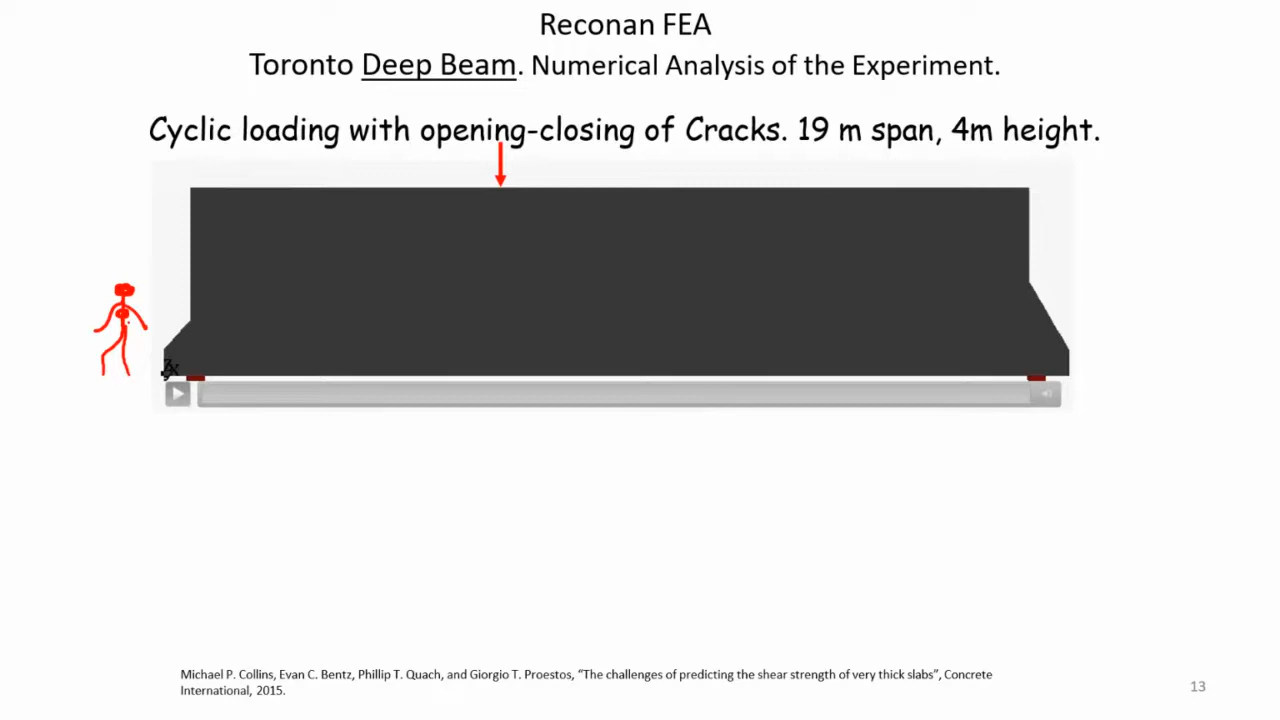 Reconan FEA
Toronto Deep Beam. Numerical Analysis of the Experiment.
Cyclic loading with opening-closing of Cracks. 19 m span, 4m height.
Michael P. Collins, Evan C. Bentz, Phillip T. Quach, and Giorgio T. Proestos, “The challenges of predicting the shear strength of very thick slabs”, Concrete
International, 2015.
13